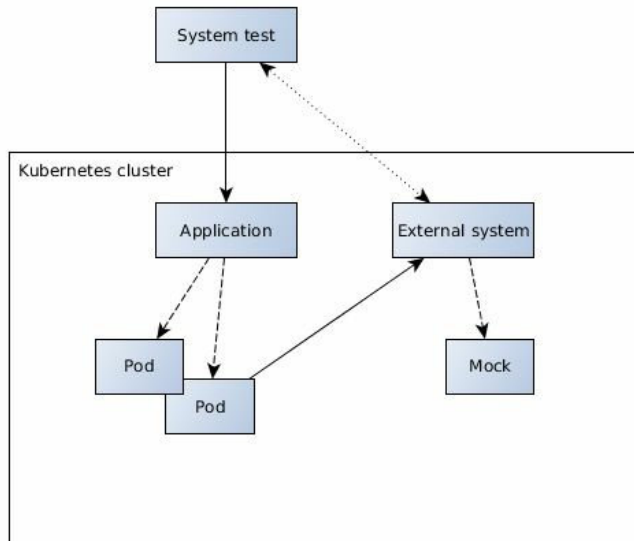 System test
Kubernetes cluster
Application
External system
Pod
Mock
Pod